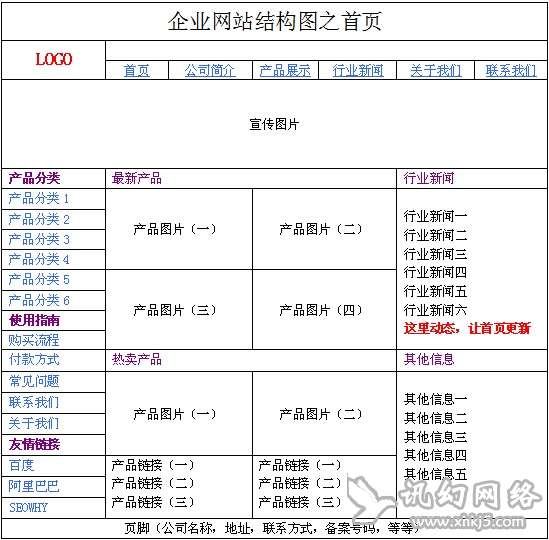 企业网站结构图之首页
LOGO
首页 公司简介 产品展示 行业新闻 关于我们 联系我们
宣传图片
产品分类 最新产品 行业新闻
产品分类 1
产品分类 2
产品分类 3
产品分类 4
产品分类 5
产品分类 6
使用指南
购买流程
付款方式
常见问题
联系我们
关于我们
友情链接
百度
阿里巴巴
SEOWHY
产品图片（一） 产品图片（二）
产品图片（三） 产品图片（四）
行业新闻一
行业新闻二
行业新闻三
行业新闻四
行业新闻五
行业新闻六
这里动态，让首页更新
热卖产品 其他信息
产品图片（一） 产品图片（二）
产品链接（一） 产品链接（一）
产品链接（二） 产品链接（二）
产品链接（三） 产品链接（三）
其他信息一
其他信息二
其他信息三
其他信息四
其他信息五
页脚（公司名称，地址，联系方式，备案号码，等等）
讯幻网络
www.xnkj5.com